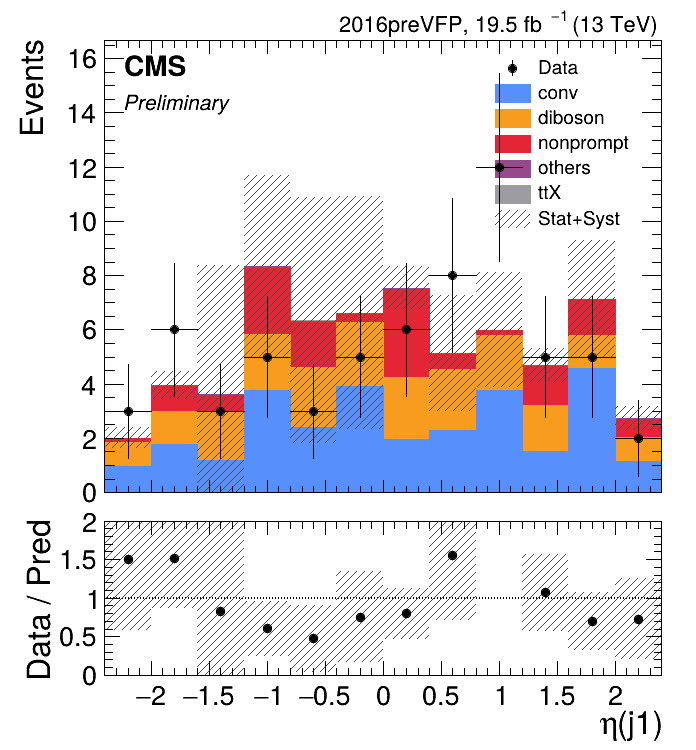 2016preVFP, 19.5 fb⁻¹ (13 TeV)
Events
CMS
Preliminary
Data
conv
diboson
nonprompt
others
ttX
Stat+Syst
16
14
12
10
8
6
4
2
0
Data / Pred
2
1.5
1
0.5
0
−2 −1.5 −1 −0.5 0 0.5 1 1.5 2
η(j1)